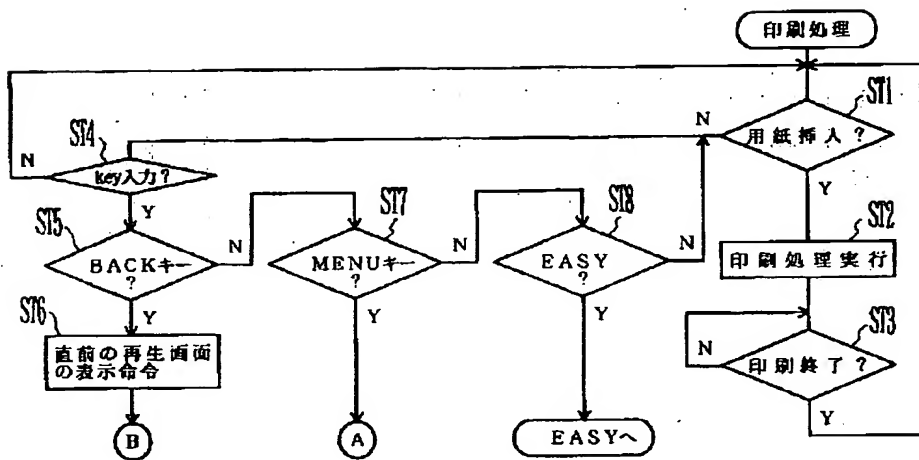 印刷処理
ST1
用紙挿入?
N
Y
ST2
印刷処理実行
ST3
印刷終了?
N
Y
ST4
key入力?
N
Y
ST5
BACKキー
?
N
Y
ST6
直前の再生画面
の表示命令
B
ST7
MENUキー
?
N
Y
A
ST8
EASY
?
N
Y
EASYへ